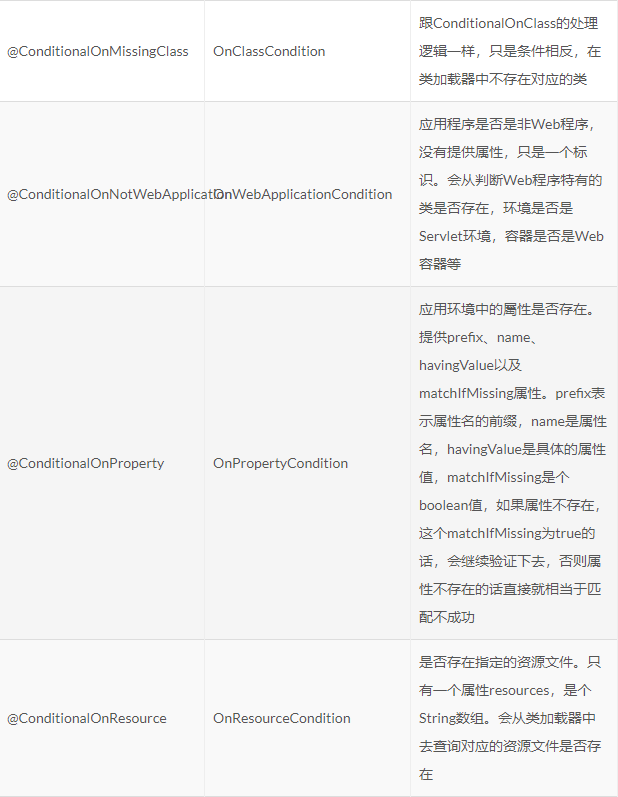 @ConditionalOnMissingClass
OnClassCondition
跟ConditionalOnClass的处理
逻辑一样，只是条件相反，在
类加载器中不存在对应的类
@ConditionalOnNotWebApplication
OnWebApplicationCondition
应用程序是否是非Web程序，
没有提供属性，只是一个标
识。会从判断Web程序特有的
类是否存在，环境是否是
Servlet环境，容器是否是Web
容器等
@ConditionalOnProperty
OnPropertyCondition
应用环境中的屬性是否存在。
提供prefix、name、
havingValue以及
matchIfMissing属性。prefix表
示属性名的前缀，name是属性
名，havingValue是具体的属性
值，matchIfMissing是个
boolean值，如果属性不存在，
这个matchIfMissing为true的
话，会继续验证下去，否则属
性不存在的话直接就相当于匹
配不成功
@ConditionalOnResource
OnResourceCondition
是否存在指定的资源文件。只
有一个属性resources，是个
String数组。会从类加载器中
去查询对应的资源文件是否存
在